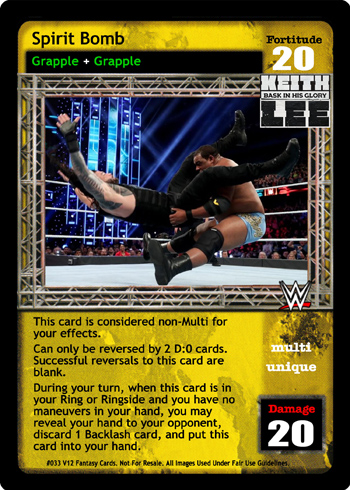 Spirit Bomb
Fortitude
20
Grapple + Grapple
KEITH
BASK IN HIS GLORY
LEE
W
This card is considered non-Multi for
your effects.
Can only be reversed by 2 D:0 cards.
Successful reversals to this card are
blank.
During your turn, when this card is in
your Ring or Ringside and you have no
maneuvers in your hand, you may
reveal your hand to your opponent,
discard 1 Backlash card, and put this
card into your hand.
multi
unique
Damage
20
#033 V12 Fantasy Cards. Not For Resale. All Images Used Under Fair Use Guidelines.